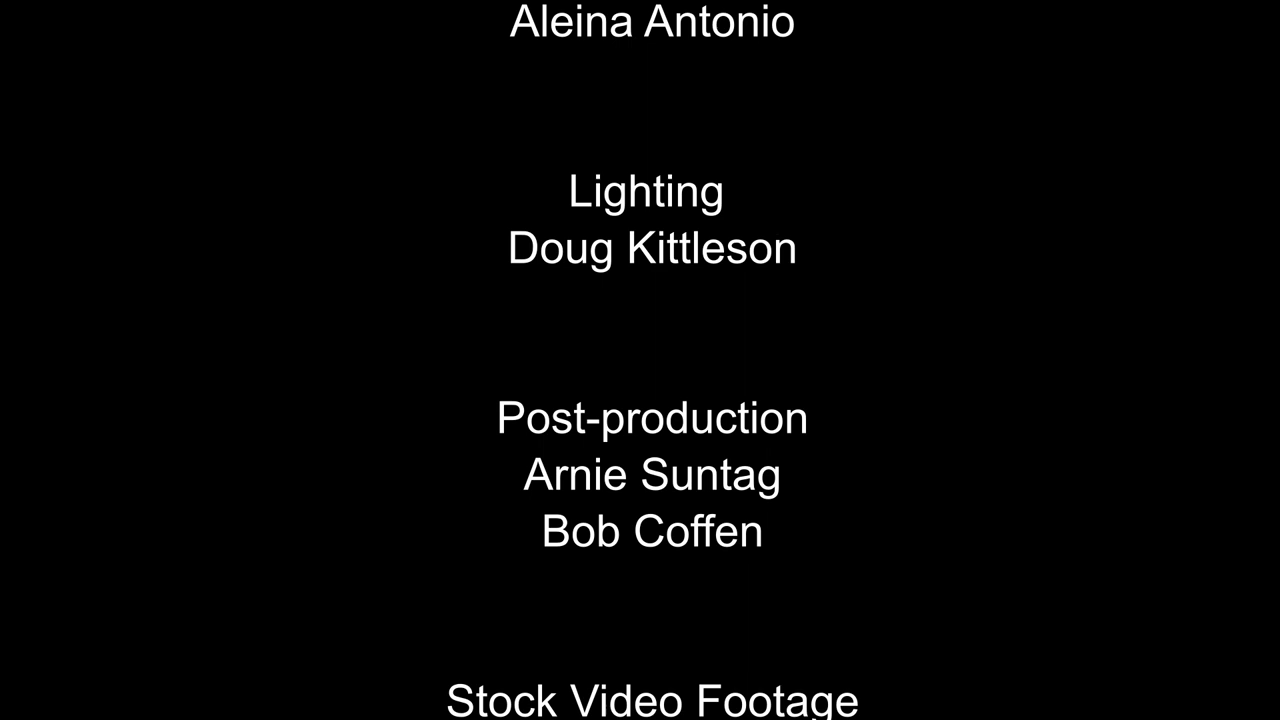 Aleina Antonio
Lighting
Doug Kittleson
Post-production
Arnie Suntag
Bob Coffen
Stock Video Footage